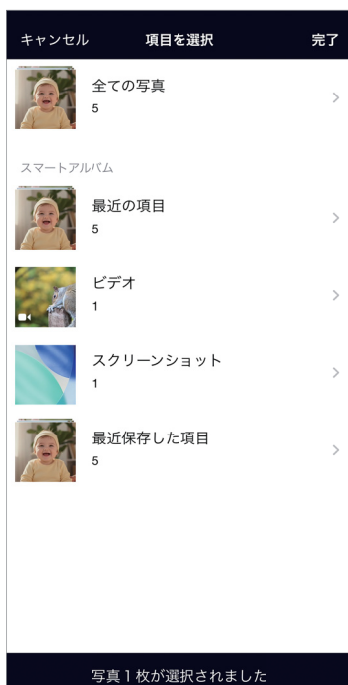 キャンセル 項目を選択 完了
全ての写真
5
スマートアルバム
最近の項目
5
ビデオ
1
スクリーンショット
1
最近保存した項目
5
写真1枚が選択されました